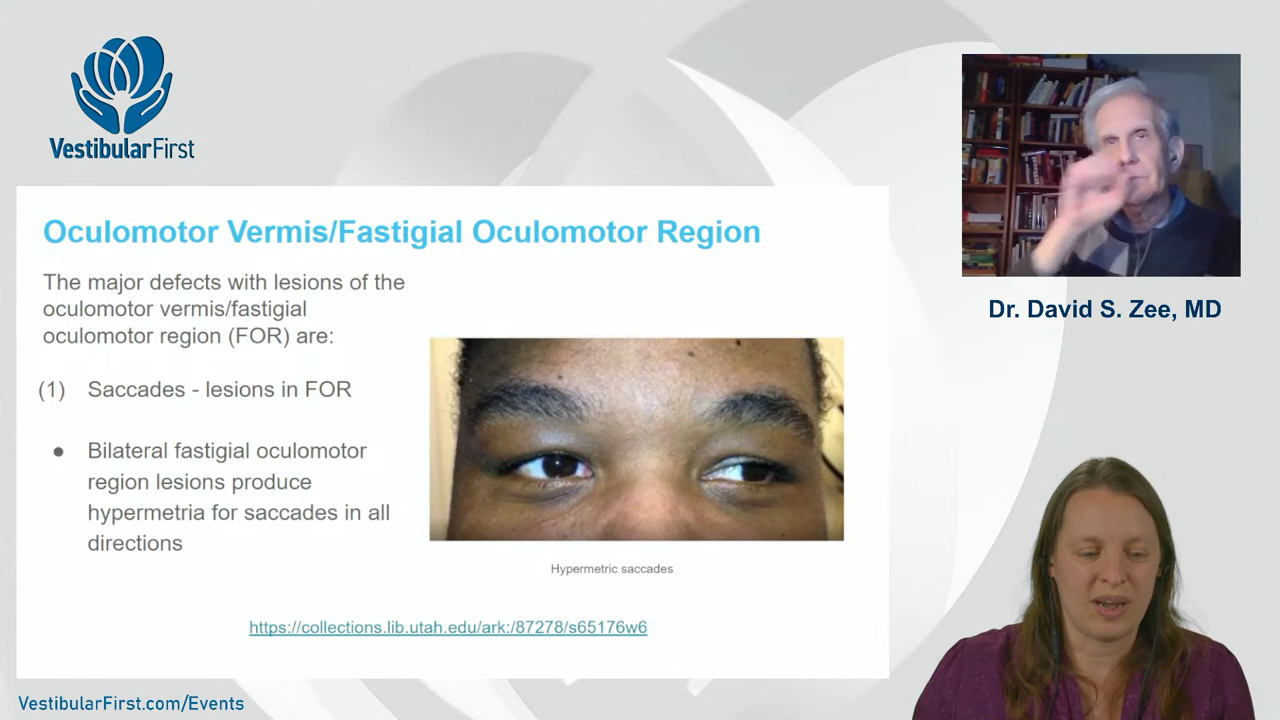 VestibularFirst
Oculomotor Vermis/Fastigial Oculomotor Region
The major defects with lesions of the
oculomotor vermis/fastigial
oculomotor region (FOR) are:
(1) Saccades - lesions in FOR
● Bilateral fastigial oculomotor
region lesions produce
hypermetria for saccades in all
directions
Hypermetric saccades
https://collections.lib.utah.edu/ark:/87278/s65176w6
Dr. David S. Zee, MD
VestibularFirst.com/Events